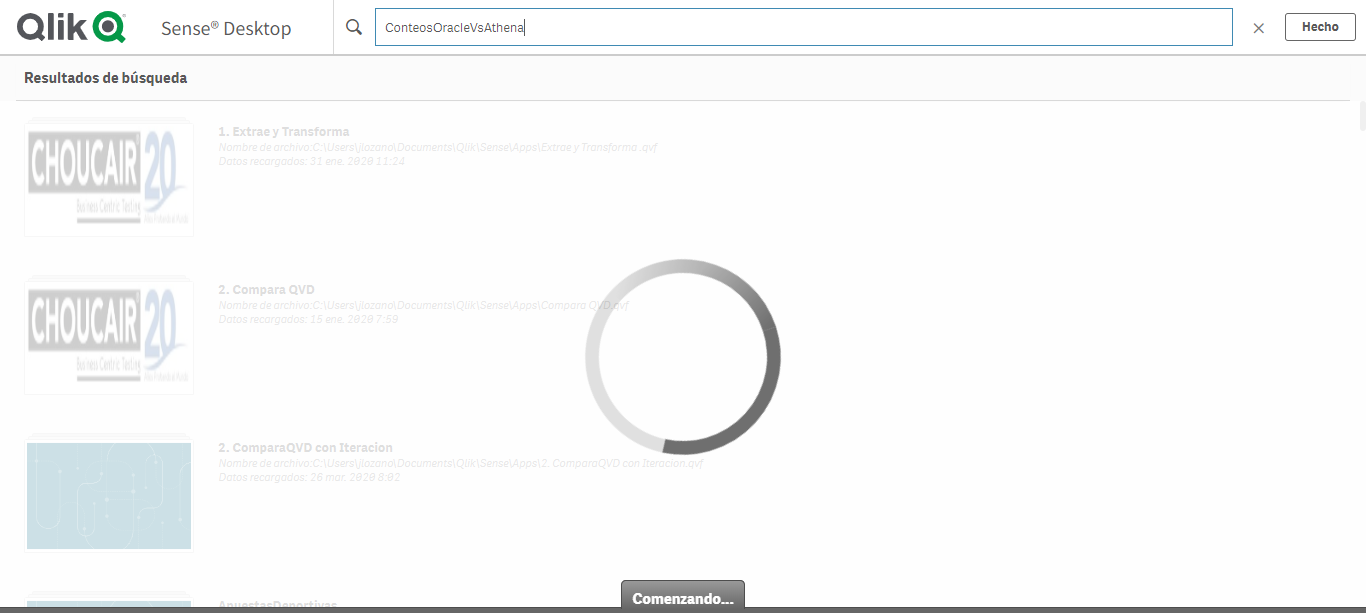 Qlik Sense® Desktop ConteosOracleVsAthena Hecho
Resultados de búsqueda
CHOUCAIR 20
Business Centric Testing
1. Extrae y Transforma
Nombre de archivo:C:\Users\jlozano\Documents\Qlik\Sense\Apps\Extrae y Transforma .qvf
Datos recargados: 31 ene. 2020 11:24
CHOUCAIR 20
Business Centric Testing
2. Compara QVD
Nombre de archivo:C:\Users\jlozano\Documents\Qlik\Sense\Apps\Compara QVD.qvf
Datos recargados: 15 ene. 2020 7:59
2. ComparaQVD con Iteracion
Nombre de archivo:C:\Users\jlozano\Documents\Qlik\Sense\Apps\2. ComparaQVD con Iteracion.qvf
Datos recargados: 26 mar. 2020 8:02
ApuestasDeportivas
Comenzando...